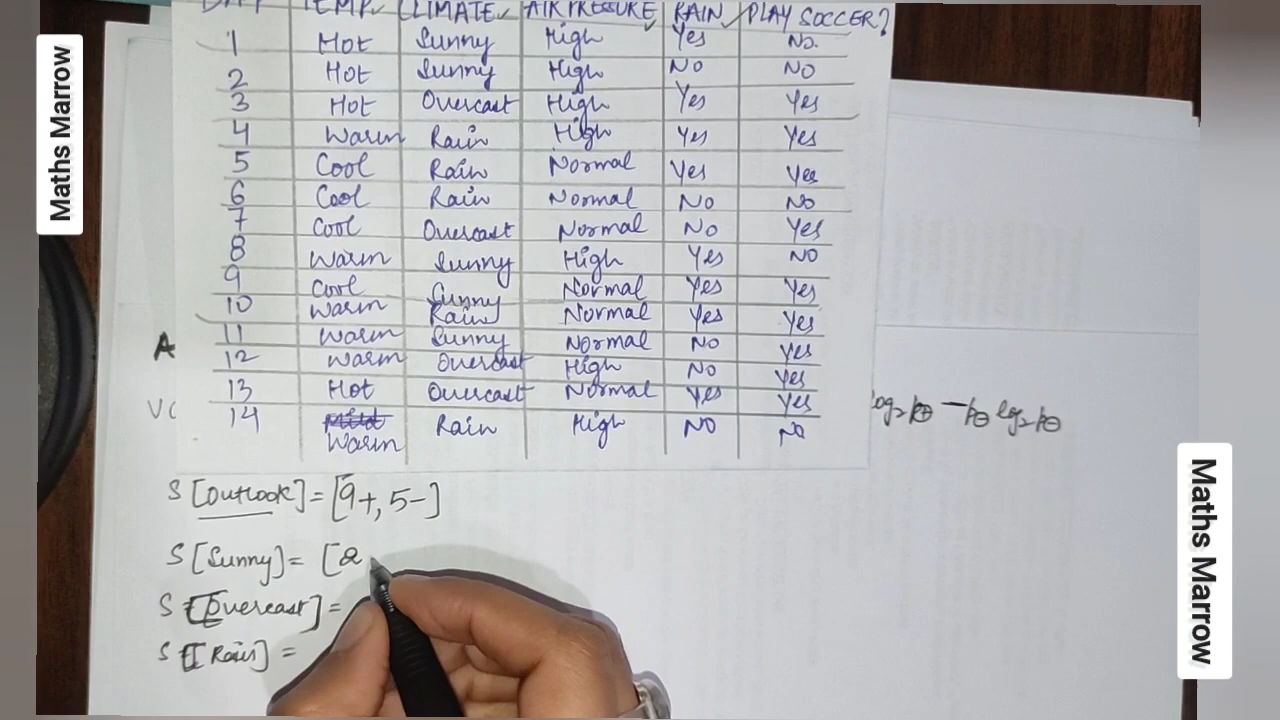 TEMP. CLIMATE AIR PRESSURE RAIN PLAY SOCCER?
1 Hot Sunny High Yes No.
2 Hot Sunny High No No
3 Hot Overcast High Yes Yes
4 Warm Rain High Yes Yes
5 Cool Rain Normal Yes Yes
6 Cool Rain Normal No No
7 Cool Overcast Normal No Yes
8 Warm Sunny High Yes No
9 Cool Sunny Normal Yes Yes
10 Warm Rain Normal Yes Yes
11 Warm Sunny Normal No Yes
12 Warm Overcast High No Yes
13 Hot Overcast Normal Yes Yes
14 Warm Rain High No No
A
log₂ p⊕ - p⊖ log₂ p⊖
S [Outlook] = [9+, 5-]
S [Sunny] = [2
S [Overcast] =
S [Rain] =
Maths Marrow
Maths Marrow